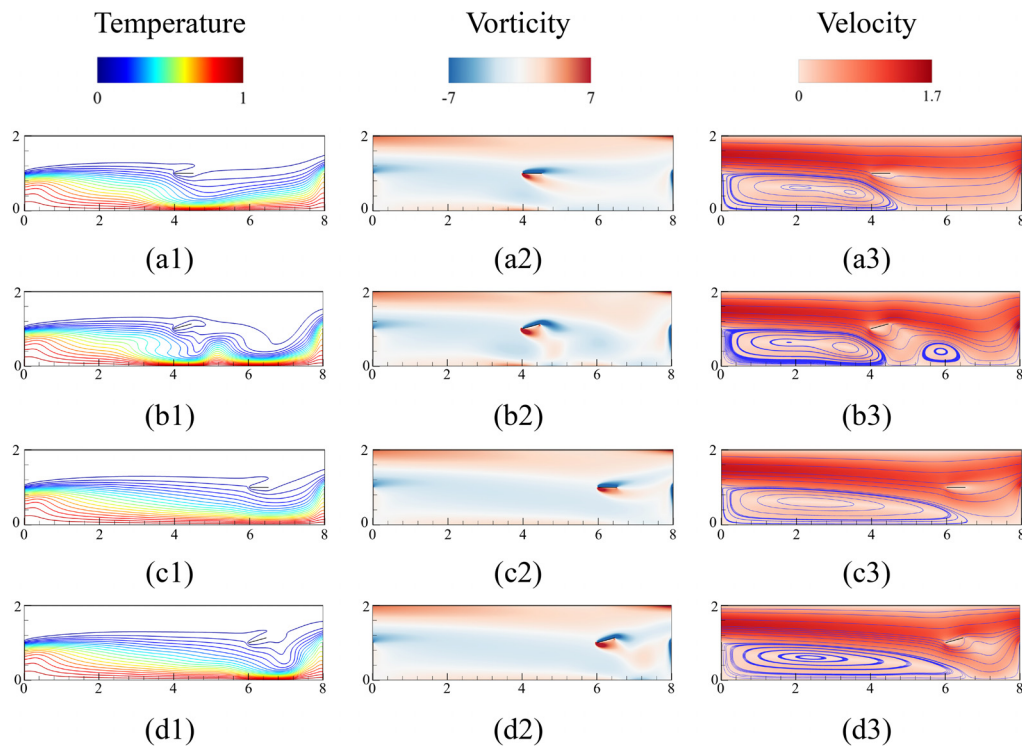 Temperature Vorticity Velocity
0 1 -7 7 0 1.7
2 2 2
0 0 0
0 2 4 6 8 0 2 4 6 8 0 2 4 6 8
(a1) (a2) (a3)
2 2 2
0 0 0
0 2 4 6 8 0 2 4 6 8 0 2 4 6 8
(b1) (b2) (b3)
2 2 2
0 0 0
0 2 4 6 8 0 2 4 6 8 0 2 4 6 8
(c1) (c2) (c3)
2 2 2
0 0 0
0 2 4 6 8 0 2 4 6 8 0 2 4 6 8
(d1) (d2) (d3)